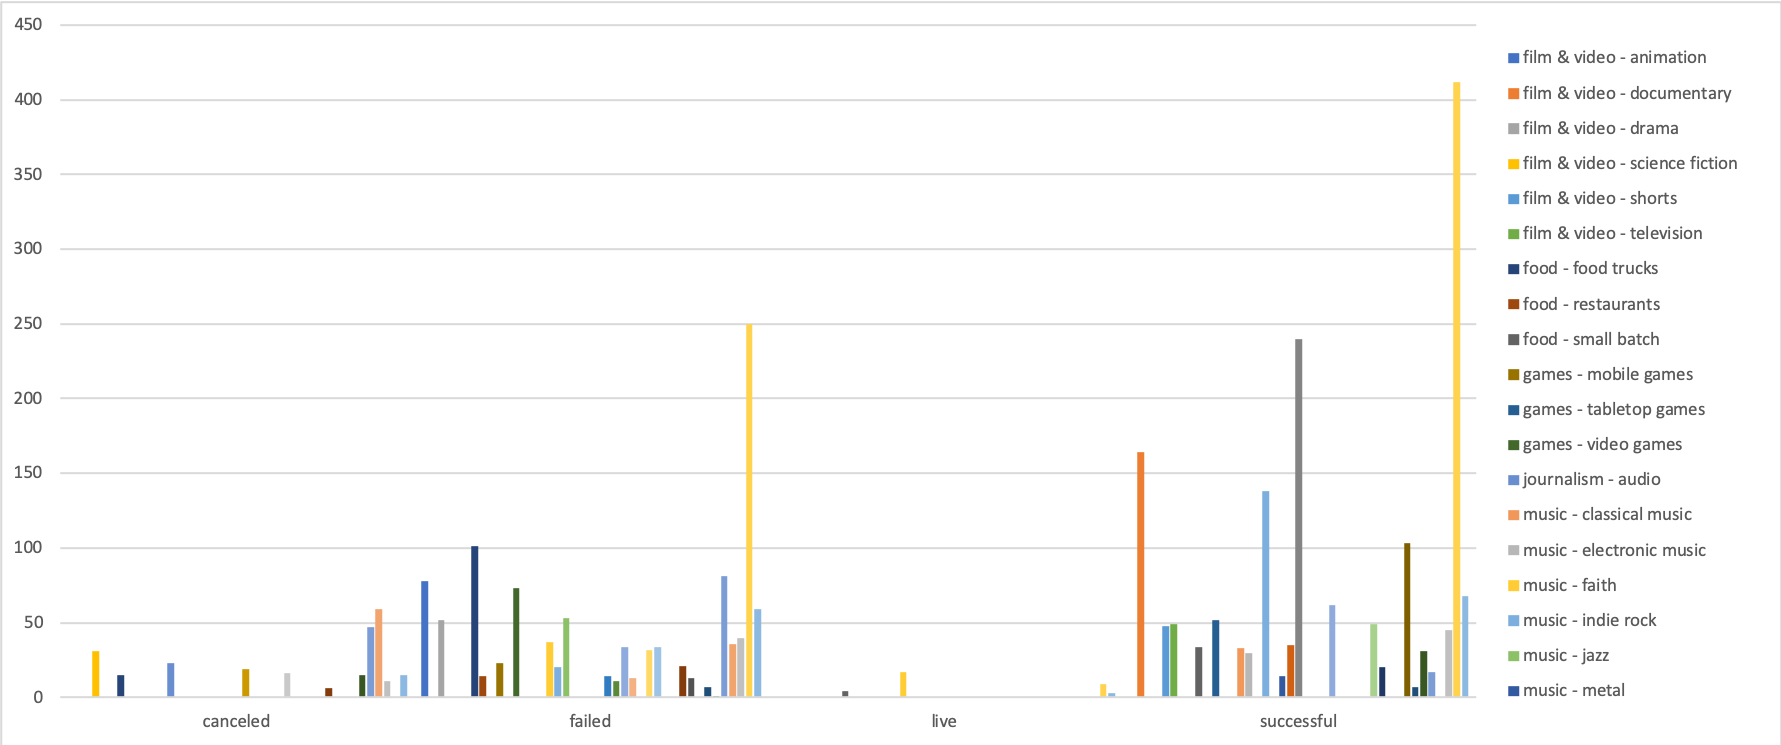 450
400
350
300
250
200
150
100
50
0
canceled
failed
live
successful
film & video - animation
film & video - documentary
film & video - drama
film & video - science fiction
film & video - shorts
film & video - television
food - food trucks
food - restaurants
food - small batch
games - mobile games
games - tabletop games
games - video games
journalism - audio
music - classical music
music - electronic music
music - faith
music - indie rock
music - jazz
music - metal